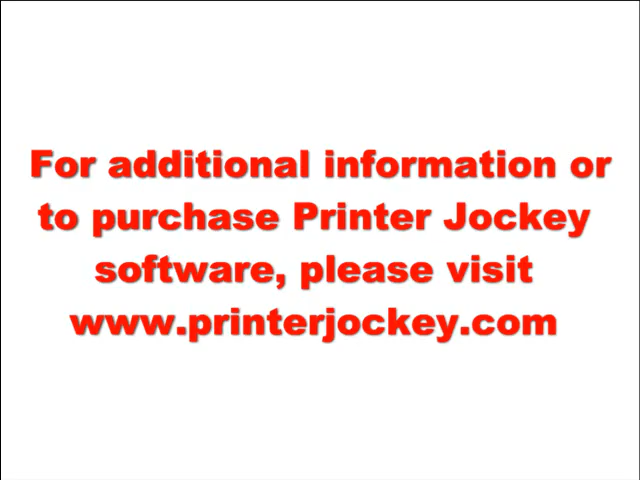 For additional information or
to purchase Printer Jockey
software, please visit
www.printerjockey.com